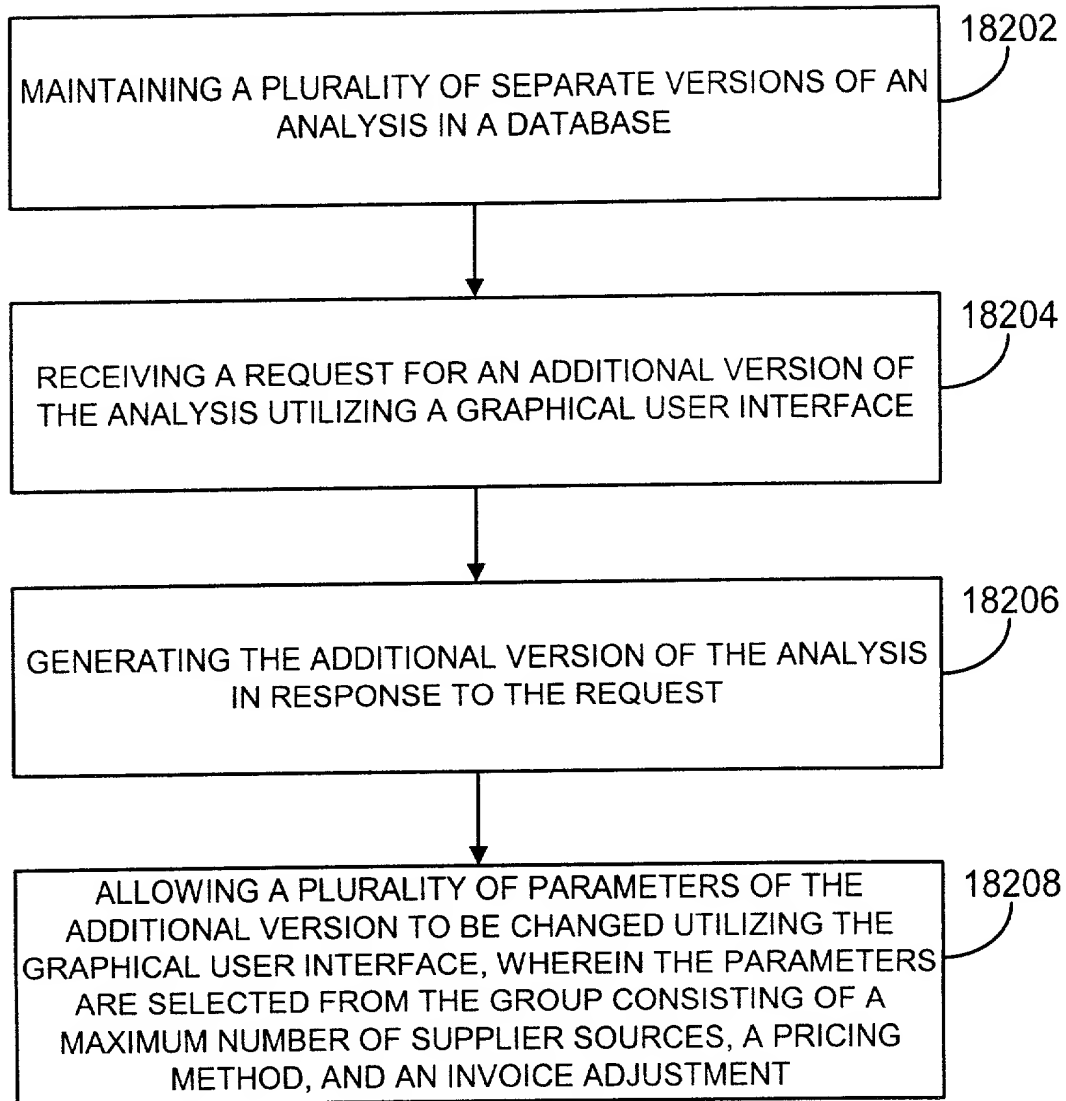 18202
MAINTAINING A PLURALITY OF SEPARATE VERSIONS OF AN
ANALYSIS IN A DATABASE
18204
RECEIVING A REQUEST FOR AN ADDITIONAL VERSION OF
THE ANALYSIS UTILIZING A GRAPHICAL USER INTERFACE
18206
GENERATING THE ADDITIONAL VERSION OF THE ANALYSIS
IN RESPONSE TO THE REQUEST
18208
ALLOWING A PLURALITY OF PARAMETERS OF THE
ADDITIONAL VERSION TO BE CHANGED UTILIZING THE
GRAPHICAL USER INTERFACE, WHEREIN THE PARAMETERS
ARE SELECTED FROM THE GROUP CONSISTING OF A
MAXIMUM NUMBER OF SUPPLIER SOURCES, A PRICING
METHOD, AND AN INVOICE ADJUSTMENT